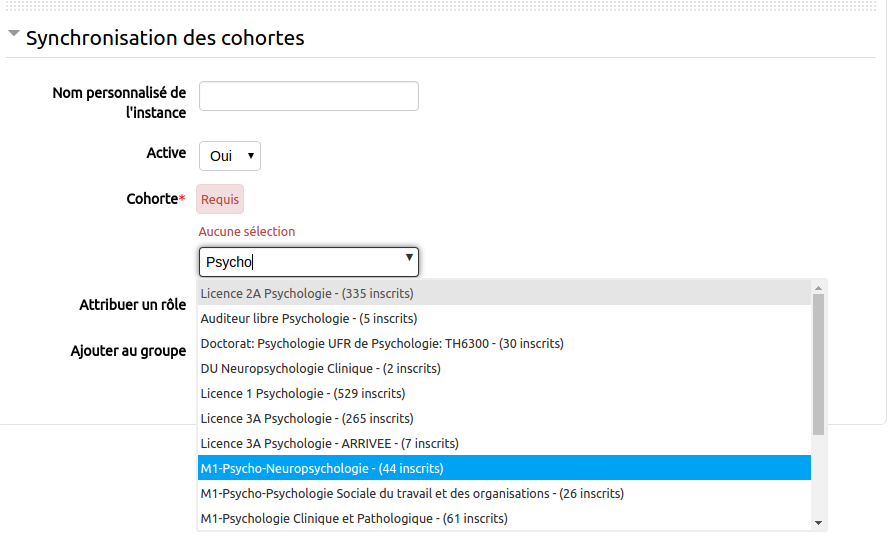 Synchronisation des cohortes
Nom personnalisé de
l'instance
Active
Oui
Cohorte*
Requis
Aucune sélection
Psycho
Attribuer un rôle
Ajouter au groupe
Licence 2A Psychologie - (335 inscrits)
Auditeur libre Psychologie - (5 inscrits)
Doctorat: Psychologie UFR de Psychologie: TH6300 - (30 inscrits)
DU Neuropsychologie Clinique - (2 inscrits)
Licence 1 Psychologie - (529 inscrits)
Licence 3A Psychologie - (265 inscrits)
Licence 3A Psychologie - ARRIVEE - (7 inscrits)
M1-Psycho-Neuropsychologie - (44 inscrits)
M1-Psycho-Psychologie Sociale du travail et des organisations - (26 inscrits)
M1-Psychologie Clinique et Pathologique - (61 inscrits)